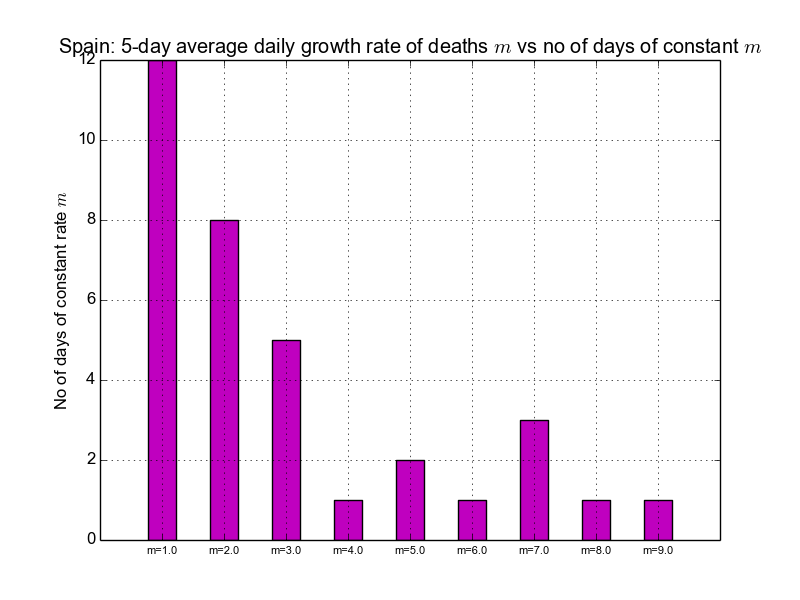 Spain: 5-day average daily growth rate of deaths m vs no of days of constant m
No of days of constant rate m
12
10
8
6
4
2
0
m=1.0 m=2.0 m=3.0 m=4.0 m=5.0 m=6.0 m=7.0 m=8.0 m=9.0